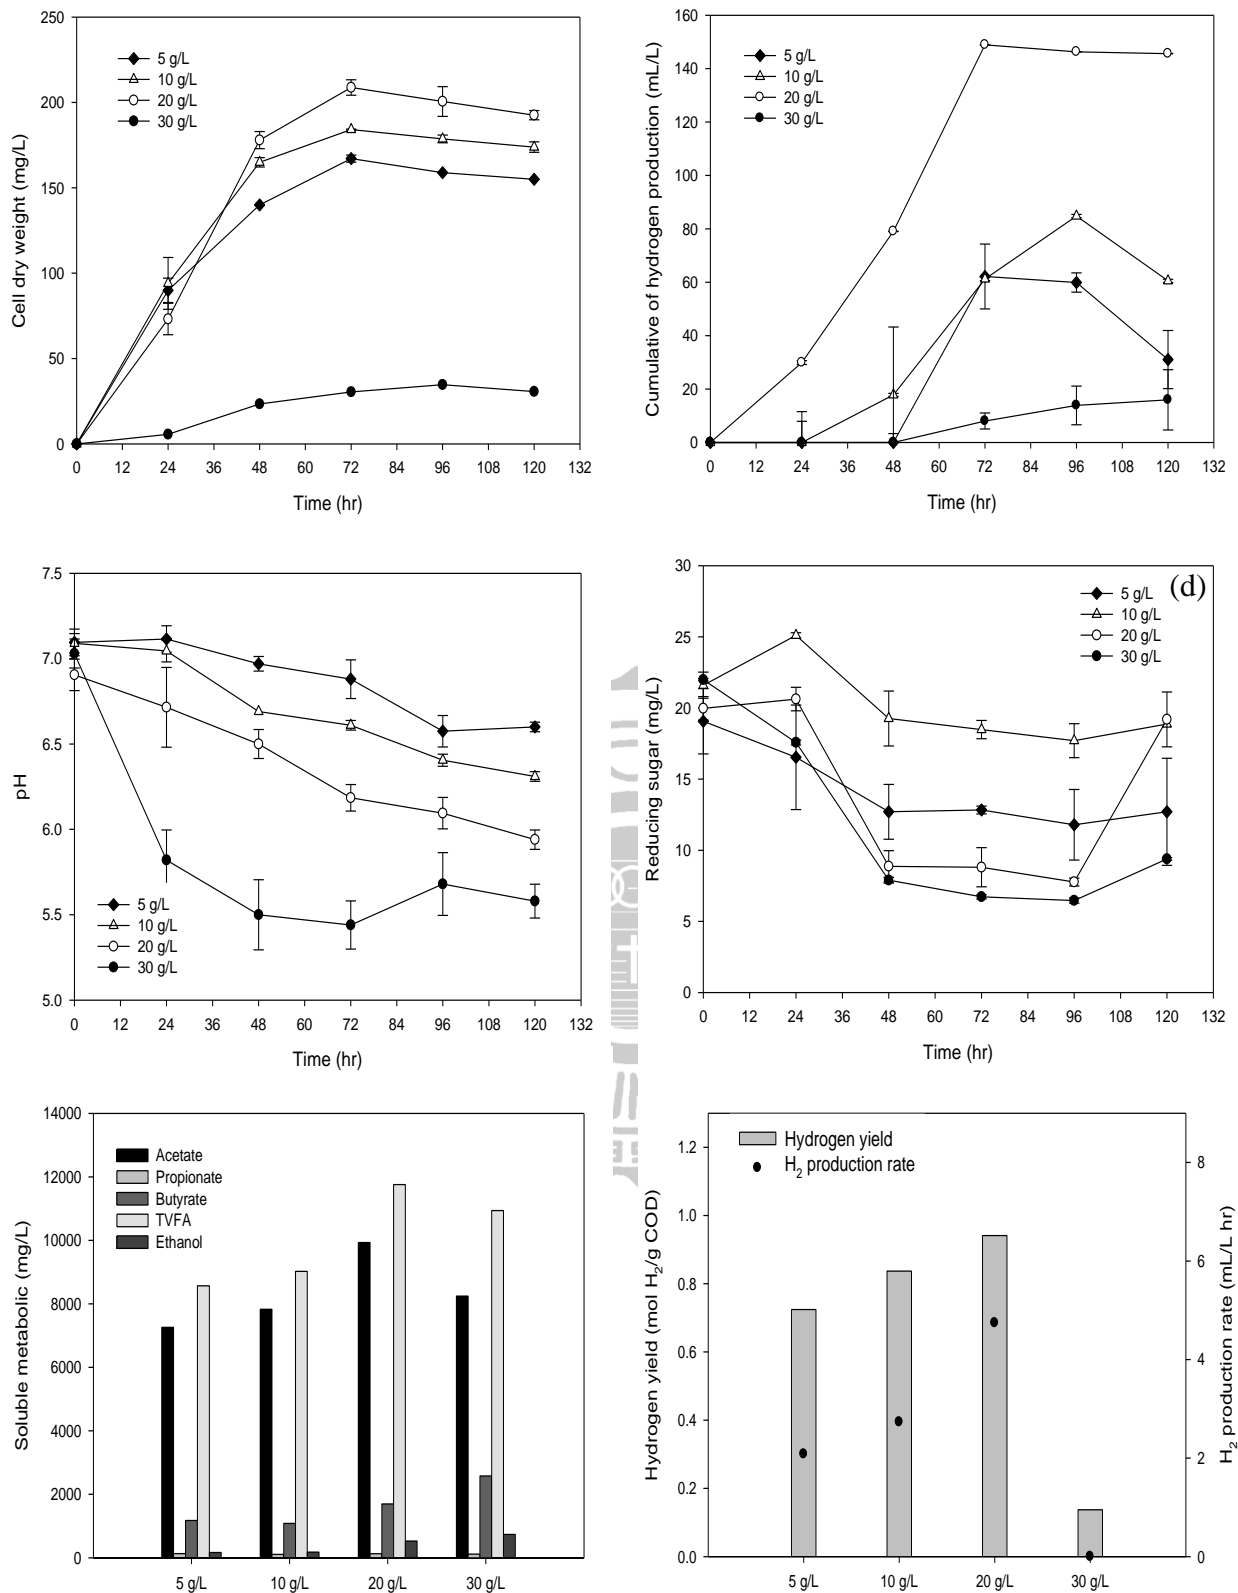 250
200
150
100
50
0
Cell dry weight (mg/L)
5 g/L
10 g/L
20 g/L
30 g/L
0 12 24 36 48 60 72 84 96 108 120 132
Time (hr)
160
140
120
100
80
60
40
20
0
Cumulative of hydrogen production (mL/L)
5 g/L
10 g/L
20 g/L
30 g/L
0 12 24 36 48 60 72 84 96 108 120 132
Time (hr)
7.5
7.0
6.5
6.0
5.5
5.0
pH
5 g/L
10 g/L
20 g/L
30 g/L
0 12 24 36 48 60 72 84 96 108 120 132
Time (hr)
30
25
20
15
10
5
0
Reducing sugar (mg/L)
5 g/L
10 g/L
20 g/L
30 g/L
(d)
0 12 24 36 48 60 72 84 96 108 120 132
Time (hr)
14000
12000
10000
8000
6000
4000
2000
0
Soluble metabolic (mg/L)
Acetate
Propionate
Butyrate
TVFA
Ethanol
5 g/L 10 g/L 20 g/L 30 g/L
1.2
1.0
0.8
0.6
0.4
0.2
0.0
Hydrogen yield (mol H2/g COD)
Hydrogen yield
H2 production rate
8
6
4
2
0
H2 production rate (mL/L hr)
5 g/L 10 g/L 20 g/L 30 g/L